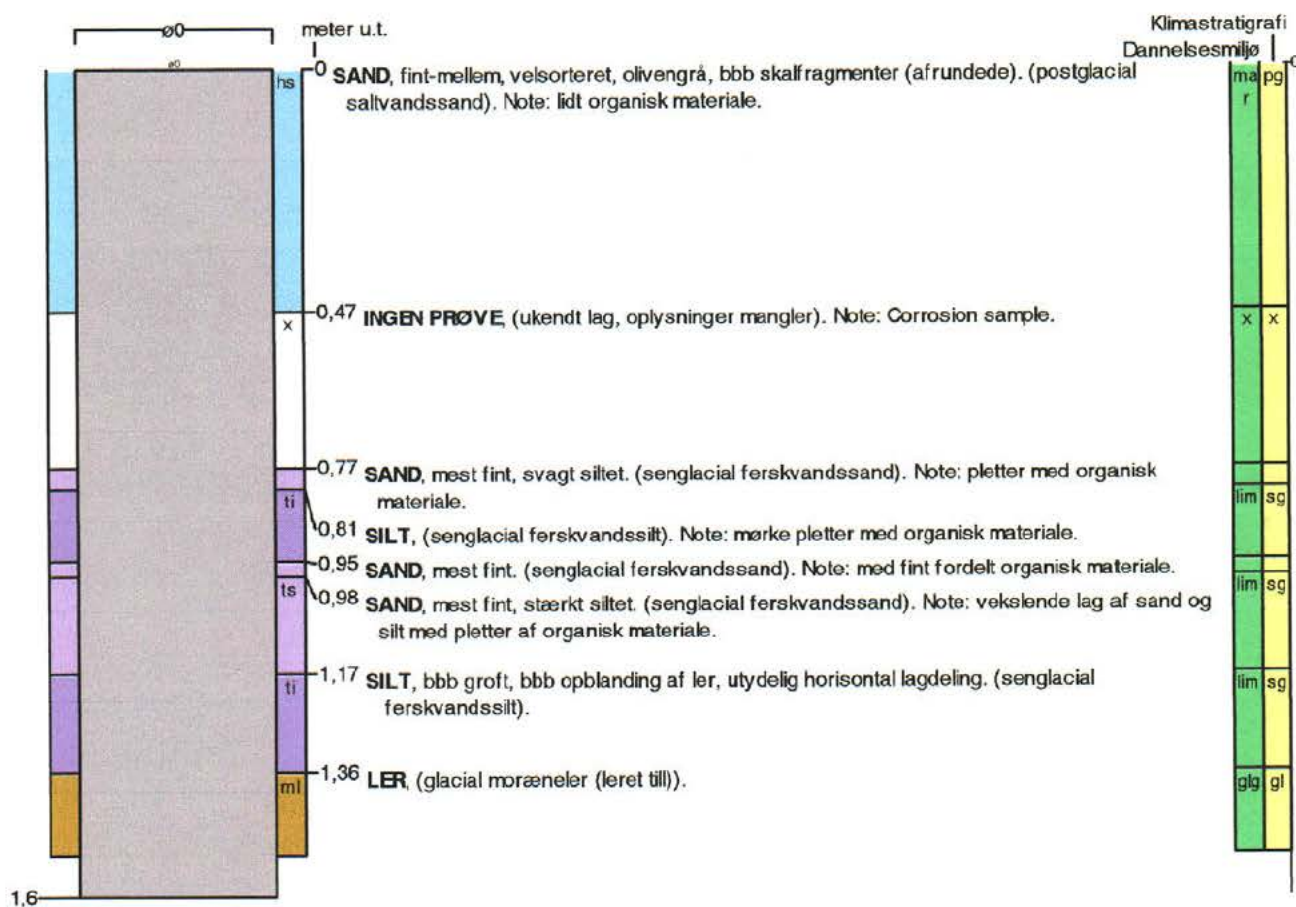 ø0
meter u.t.
Klimastratigrafi
Dannelsesmiljø
ø0
0 SAND, fint-mellem, velsorteret, olivengrå, bbb skalfragmenter (afrundede). (postglacial
saltvandssand). Note: lidt organisk materiale.
hs
mar pg
0
0,47 INGEN PRØVE, (ukendt lag, oplysninger mangler). Note: Corrosion sample.
x
x x
0,77 SAND, mest fint, svagt siltet. (senglacial ferskvandssand). Note: pletter med organisk
materiale.
ti
lim sg
0,81 SILT, (senglacial ferskvandssilt). Note: mørke pletter med organisk materiale.
0,95 SAND, mest fint. (senglacial ferskvandssand). Note: med fint fordelt organisk materiale.
ts
lim sg
0,98 SAND, mest fint, stærkt siltet. (senglacial ferskvandssand). Note: vekslende lag af sand og
silt med pletter af organisk materiale.
1,17 SILT, bbb groft, bbb opblanding af ler, utydelig horisontal lagdeling. (senglacial
ferskvandssilt).
ti
lim sg
1,36 LER, (glacial moræneler (leret till)).
ml
glg gl
1,6